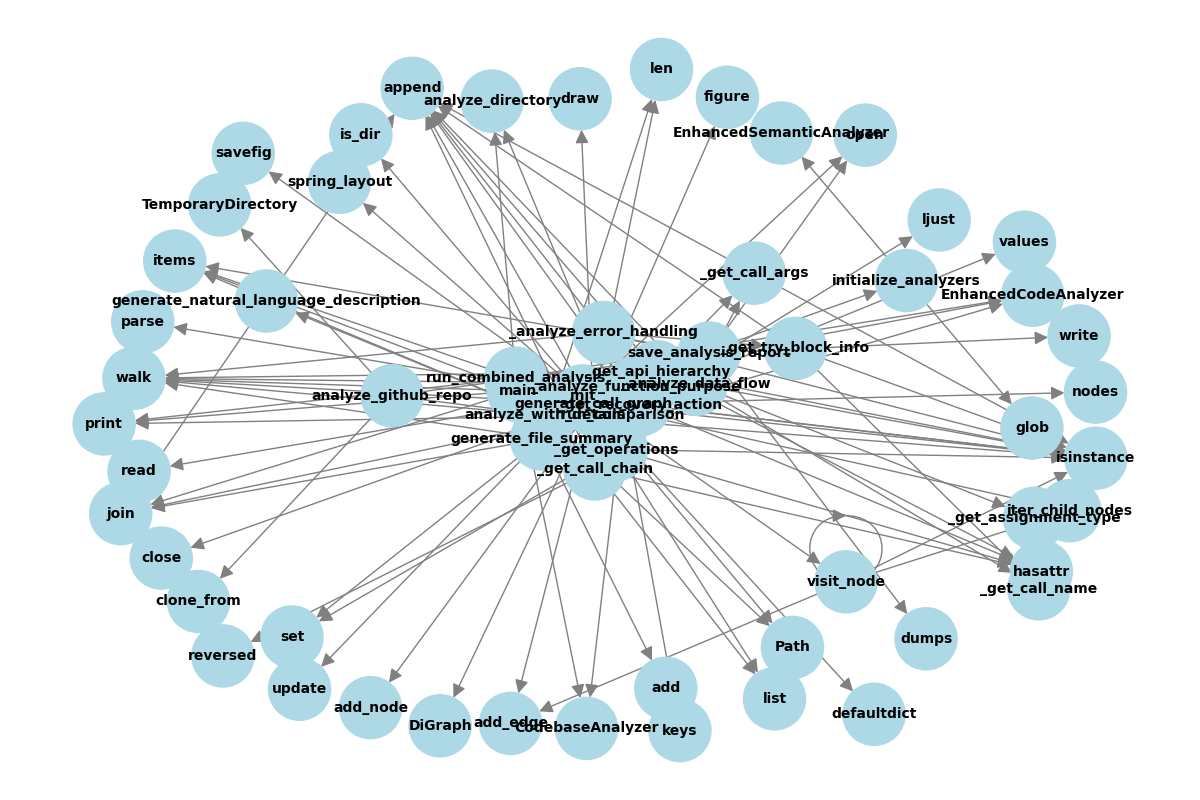 len
append
figure
analyze_directory
draw
EnhancedSemanticAnalyzer
open
is_dir
savefig
spring_layout
TemporaryDirectory
ljust
values
items
_get_call_args
initialize_analyzers
EnhancedCodeAnalyzer
generate_natural_language_description
parse
write
_analyze_error_handling
_get_try_block_info
save_analysis_report
get_api_hierarchy
walk
run_combined_analysis
main
_analyze_data_flow
_analyze_function_purpose
nodes
analyze_github_repo
generate_call_graph
print
glob
generate_file_summary
_get_operations
isinstance
_get_call_chain
read
join
iter_child_nodes
_get_assignment_type
close
hasattr
visit_node
_get_call_name
clone_from
set
dumps
Path
reversed
update
add
list
add_node
defaultdict
DiGraph
add_edge
CodebaseAnalyzer
keys